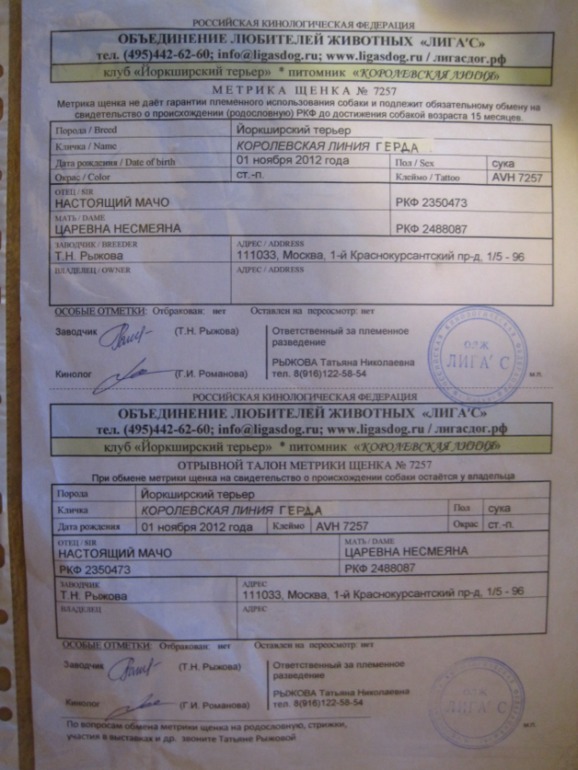 РОССИЙСКАЯ КИНОЛОГИЧЕСКАЯ ФЕДЕРАЦИЯ
ОБЪЕДИНЕНИЕ ЛЮБИТЕЛЕЙ ЖИВОТНЫХ «ЛИГА'С»
тел. (495)442-62-60; info@ligasdog.ru; www.ligasdog.ru / лигасдог.рф
клуб «Йоркширский терьер» * питомник «КОРОЛЕВСКАЯ ЛИНИЯ»
МЕТРИКА ЩЕНКА № 7257
Метрика щенка не даёт гарантии племенного использования собаки и подлежит обязательному обмену на
свидетельство о происхождении (родословную) РКФ до достижения собакой возраста 15 месяцев.
Порода / Breed Йоркширский терьер
Кличка / Name КОРОЛЕВСКАЯ ЛИНИЯ ГЕРДА
Дата рождения / Date of birth 01 ноября 2012 года Пол / Sex сука
Окрас / Color ст.-п. Клеймо / Tattoo AVH 7257
ОТЕЦ / SIR
НАСТОЯЩИЙ МАЧО РКФ 2350473
МАТЬ / DAME
ЦАРЕВНА НЕСМЕЯНА РКФ 2488087
ЗАВОДЧИК / BREEDER АДРЕС / ADDRESS
Т.Н. Рыжова 111033, Москва, 1-й Краснокурсантский пр-д, 1/5 - 96
ВЛАДЕЛЕЦ / OWNER АДРЕС / ADDRESS
ОСОБЫЕ ОТМЕТКИ: Отбракован: нет Оставлен на переосмотр: нет
Заводчик (Т.Н. Рыжова) Ответственный за племенное
разведение
РЫЖОВА Татьяна Николаевна
Кинолог (Г.И. Романова) тел. 8(916)122-58-54
О.Л.Ж.
ЛИГА'С
м.п.
РОССИЙСКАЯ КИНОЛОГИЧЕСКАЯ ФЕДЕРАЦИЯ
ОБЪЕДИНЕНИЕ ЛЮБИТЕЛЕЙ ЖИВОТНЫХ «ЛИГА'С»
тел. (495)442-62-60; info@ligasdog.ru; www.ligasdog.ru / лигасдог.рф
клуб «Йоркширский терьер» * питомник «КОРОЛЕВСКАЯ ЛИНИЯ»
ОТРЫВНОЙ ТАЛОН МЕТРИКИ ЩЕНКА № 7257
При обмене метрики щенка на свидетельство о происхождении собаки остаётся у владельца
Порода Йоркширский терьер
Кличка КОРОЛЕВСКАЯ ЛИНИЯ ГЕРДА Пол сука
Дата рождения 01 ноября 2012 года Клеймо AVH 7257 Окрас ст.-п.
ОТЕЦ / SIR МАТЬ / DAME
НАСТОЯЩИЙ МАЧО ЦАРЕВНА НЕСМЕЯНА
РКФ 2350473 РКФ 2488087
ЗАВОДЧИК АДРЕС
Т.Н. Рыжова 111033, Москва, 1-й Краснокурсантский пр-д, 1/5 - 96
ВЛАДЕЛЕЦ АДРЕС
ОСОБЫЕ ОТМЕТКИ: Отбракован: нет Оставлен на переосмотр: нет
Заводчик (Т.Н. Рыжова) Ответственный за племенное
разведение
РЫЖОВА Татьяна Николаевна
Кинолог (Г.И. Романова) тел. 8(916)122-58-54
О.Л.Ж.
ЛИГА'С
м.п.
По вопросам обмена метрики щенка на родословную, стрижки,
участия в выставках и др. звоните Татьяне Рыжовой